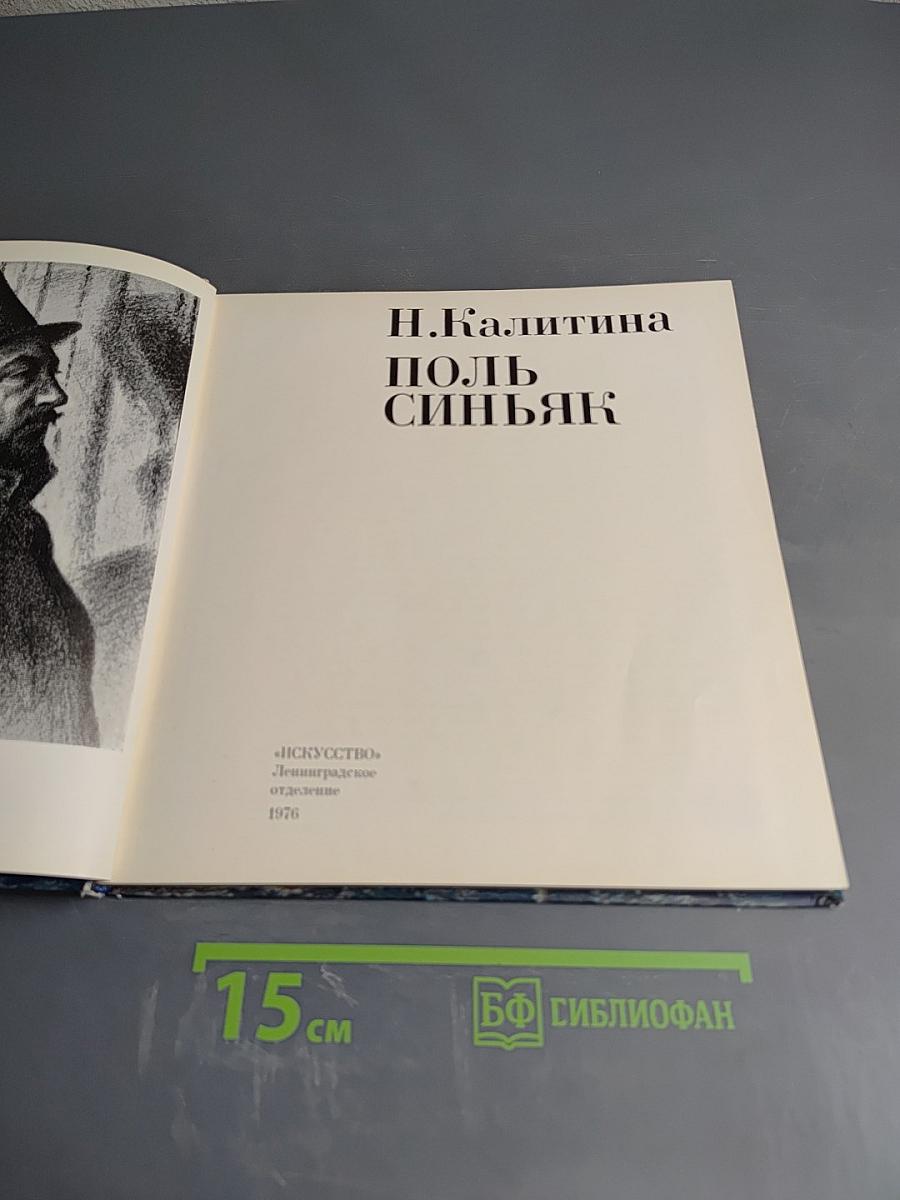 Н.Калитина
ПОЛЬ
СИНЬЯК
«ИСКУССТВО»
Ленинградское
отделение
1976
15 см
БФ БИБЛИОФАН